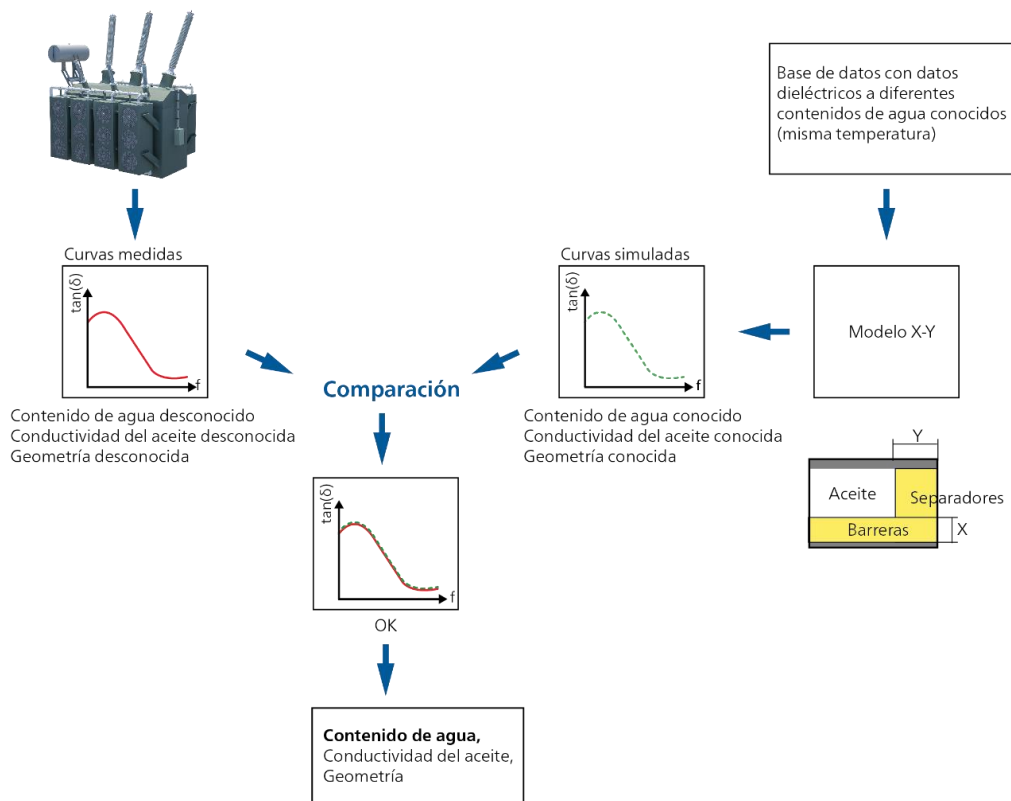 Base de datos con datos
dieléctricos a diferentes
contenidos de agua conocidos
(misma temperatura)
Curvas medidas
tan(δ)
f
Contenido de agua desconocido
Conductividad del aceite desconocida
Geometría desconocida
Curvas simuladas
tan(δ)
f
Contenido de agua conocido
Conductividad del aceite conocida
Geometría conocida
Modelo X-Y
Y
Aceite
Separadores
Barreras
X
Comparación
tan(δ)
f
OK
Contenido de agua,
Conductividad del aceite,
Geometría